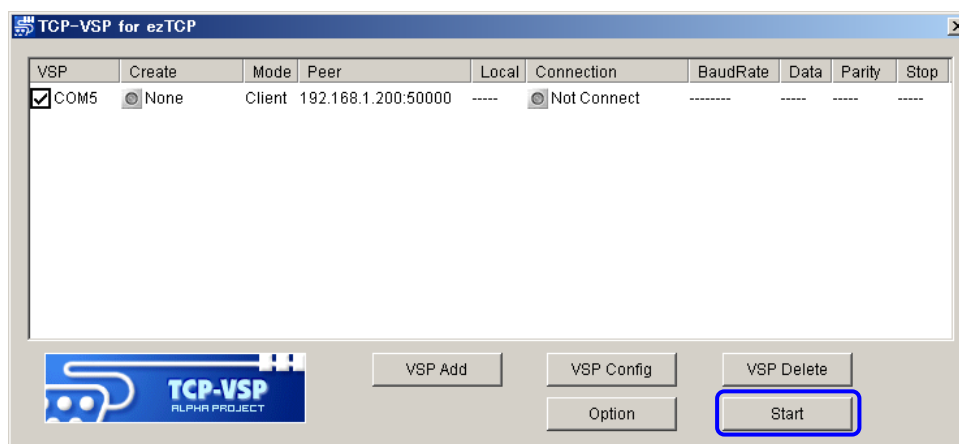 TCP-VSP for ezTCP
VSP Create Mode Peer Local Connection BaudRate Data Parity Stop
COM5 None Client 192.168.1.200:50000 ----- Not Connect -------- ----- ----- -----
VSP Add VSP Config VSP Delete
TCP-VSP
ALPHA PROJECT
Option Start